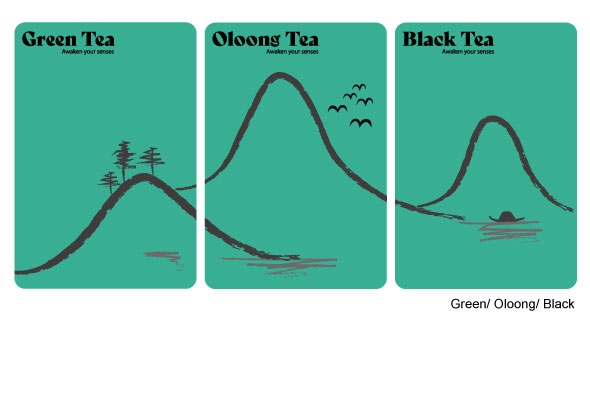 Green Tea
Awaken your senses
Oloong Tea
Awaken your senses
Black Tea
Awaken your senses
Green/ Oloong/ Black